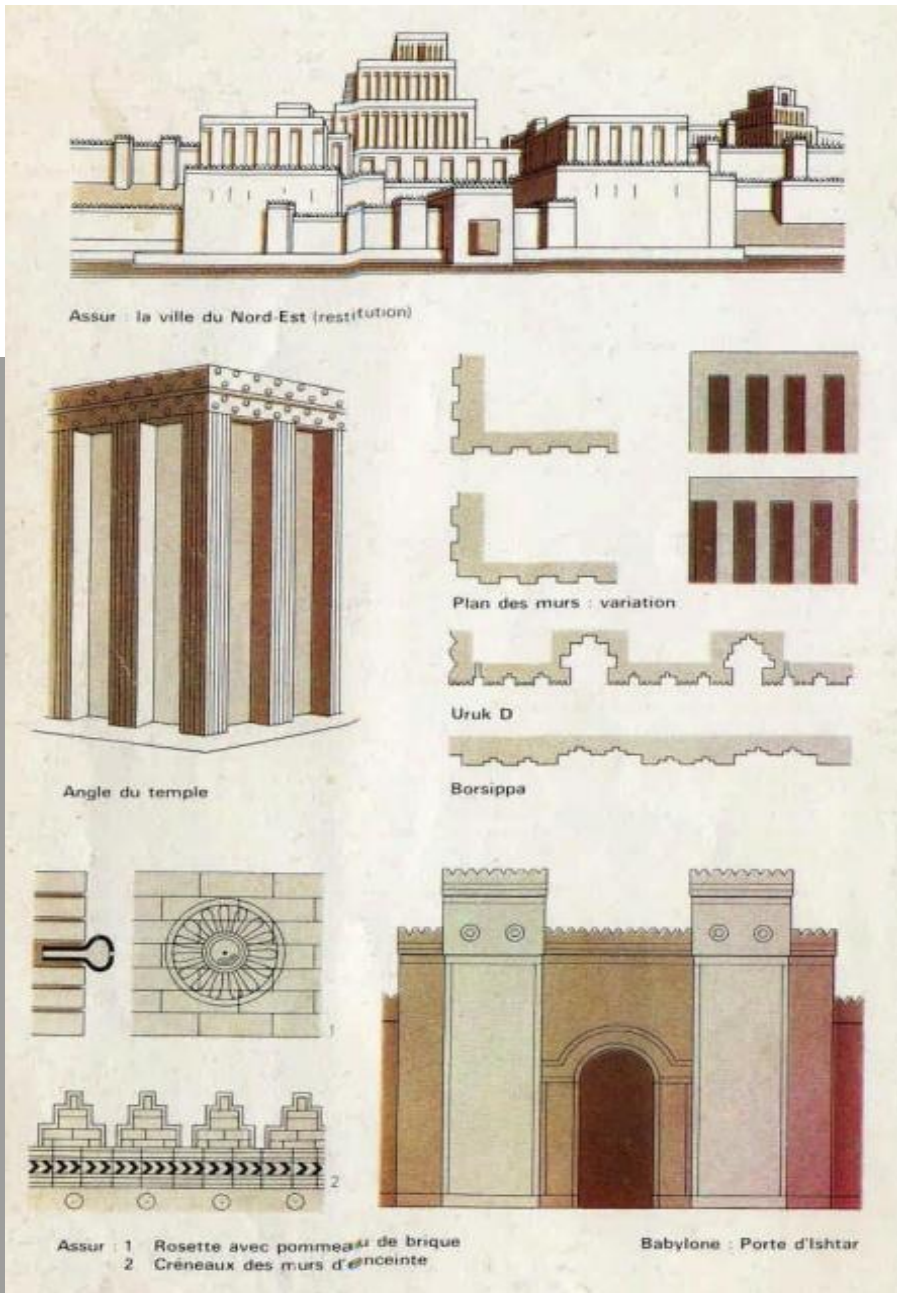 Assur : la ville du Nord-Est (restitution)
Plan des murs : variation
Uruk D
Angle du temple
Borsippa
1
2
Assur : 1 Rosette avec pommeau de brique
2 Créneaux des murs d'enceinte
Babylone : Porte d'Ishtar